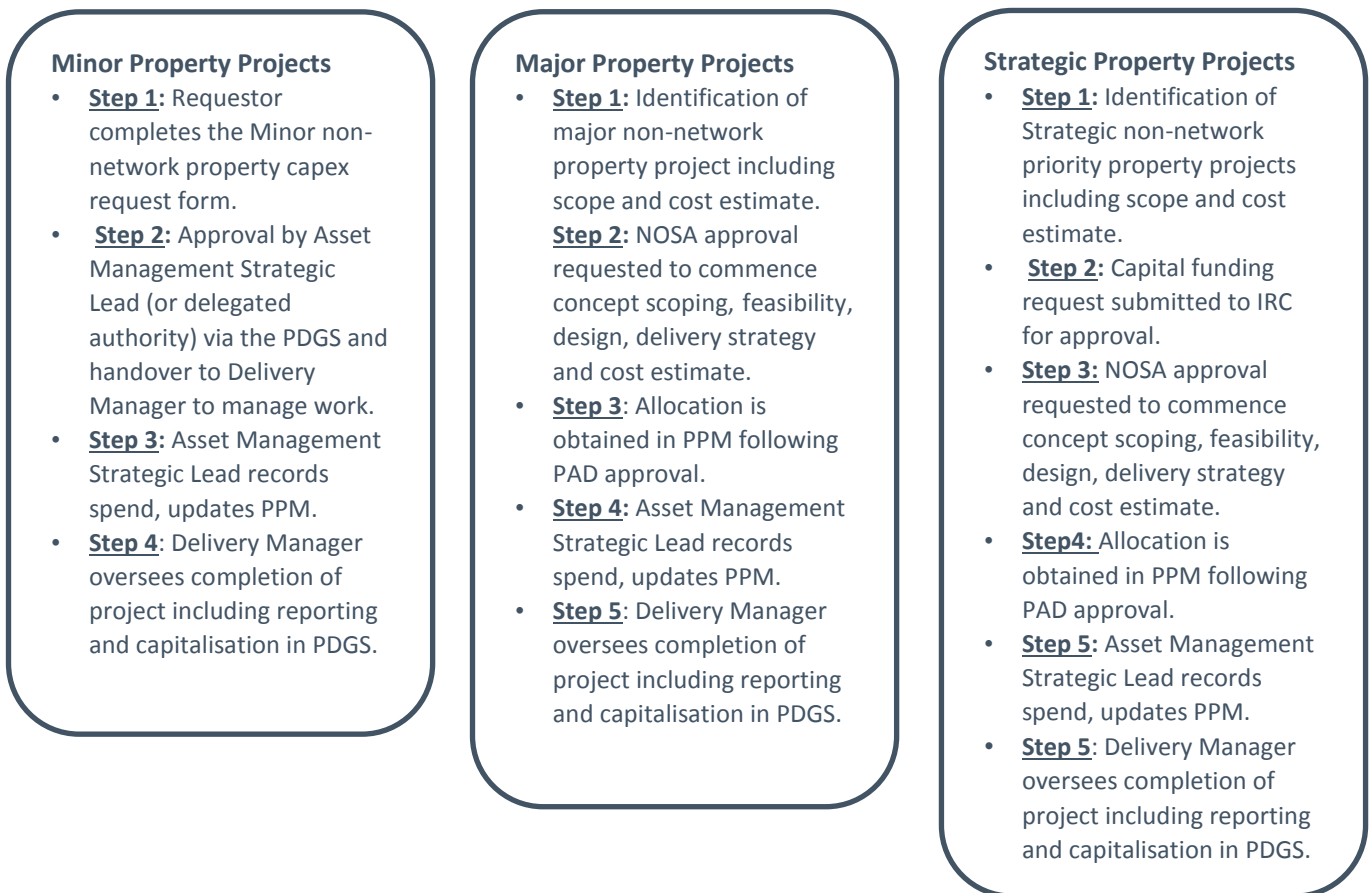 Minor Property Projects
• Step 1: Requestor
completes the Minor non-
network property capex
request form.
• Step 2: Approval by Asset
Management Strategic
Lead (or delegated
authority) via the PDGS and
handover to Delivery
Manager to manage work.
• Step 3: Asset Management
Strategic Lead records
spend, updates PPM.
• Step 4: Delivery Manager
oversees completion of
project including reporting
and capitalisation in PDGS.
Major Property Projects
• Step 1: Identification of
major non-network
property project including
scope and cost estimate.
Step 2: NOSA approval
requested to commence
concept scoping, feasibility,
design, delivery strategy
and cost estimate.
• Step 3: Allocation is
obtained in PPM following
PAD approval.
• Step 4: Asset Management
Strategic Lead records
spend, updates PPM.
• Step 5: Delivery Manager
oversees completion of
project including reporting
and capitalisation in PDGS.
Strategic Property Projects
• Step 1: Identification of
Strategic non-network
priority property projects
including scope and cost
estimate.
• Step 2: Capital funding
request submitted to IRC
for approval.
• Step 3: NOSA approval
requested to commence
concept scoping, feasibility,
design, delivery strategy
and cost estimate.
• Step4: Allocation is
obtained in PPM following
PAD approval.
• Step 5: Asset Management
Strategic Lead records
spend, updates PPM.
• Step 5: Delivery Manager
oversees completion of
project including reporting
and capitalisation in PDGS.